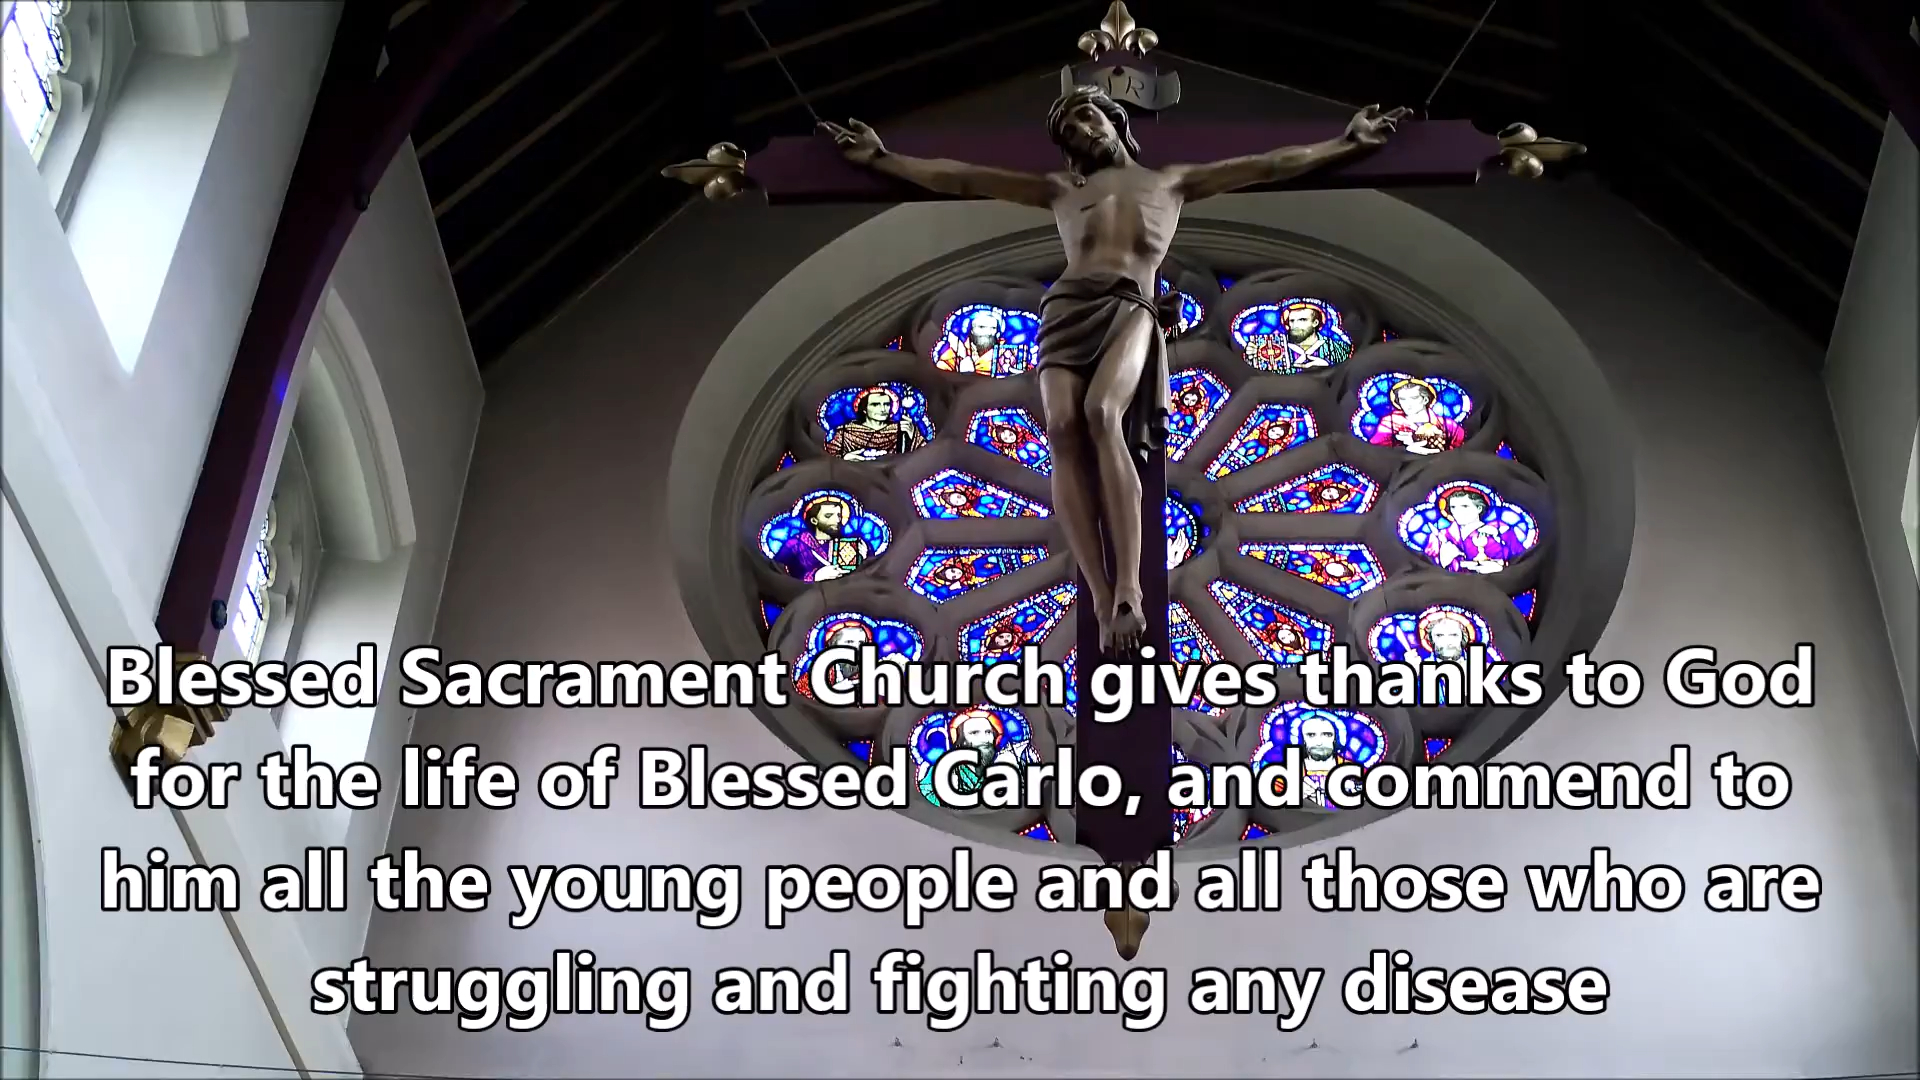 Blessed Sacrament Church gives thanks to God
for the life of Blessed Carlo, and commend to
him all the young people and all those who are
struggling and fighting any disease